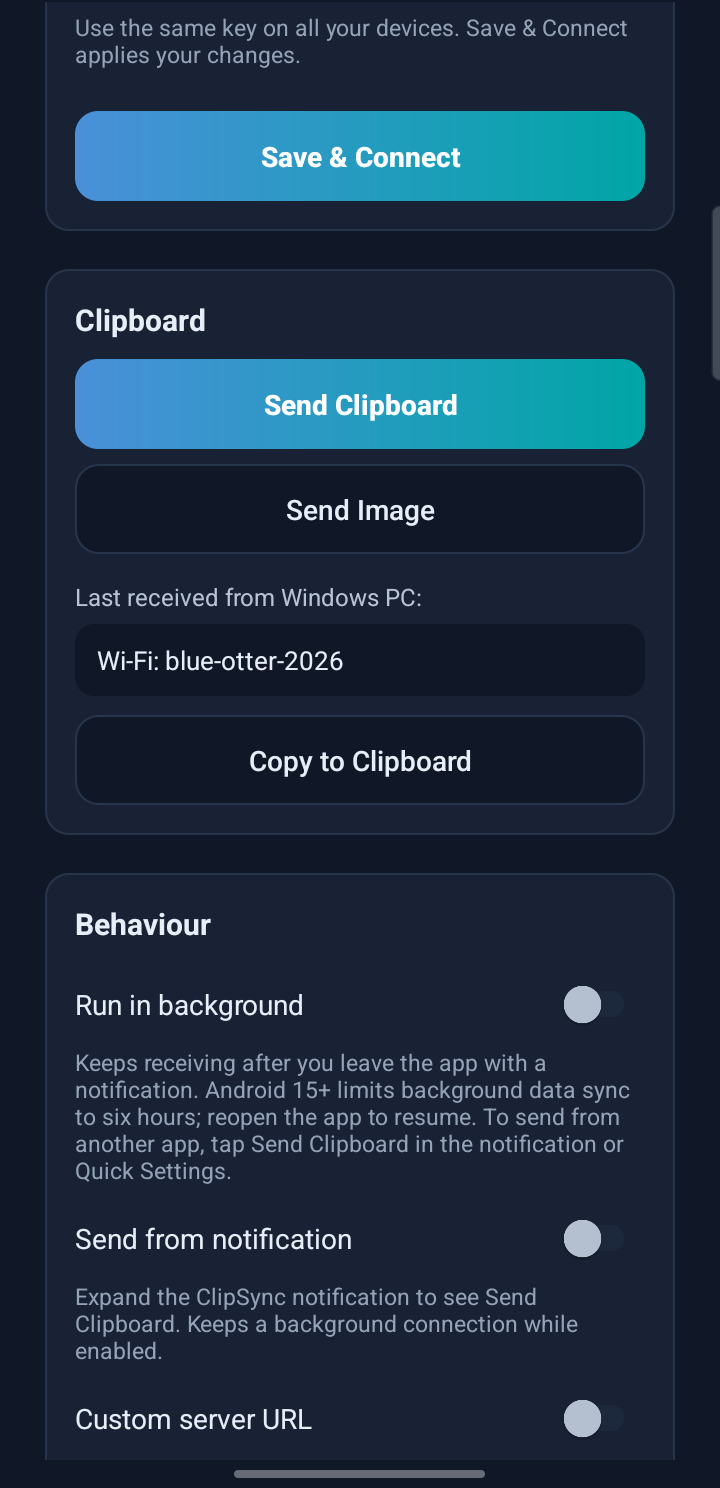 Use the same key on all your devices. Save & Connect
applies your changes.
Save & Connect
Clipboard
Send Clipboard
Send Image
Last received from Windows PC:
Wi-Fi: blue-otter-2026
Copy to Clipboard
Behaviour
Run in background
Keeps receiving after you leave the app with a
notification. Android 15+ limits background data sync
to six hours; reopen the app to resume. To send from
another app, tap Send Clipboard in the notification or
Quick Settings.
Send from notification
Expand the ClipSync notification to see Send
Clipboard. Keeps a background connection while
enabled.
Custom server URL